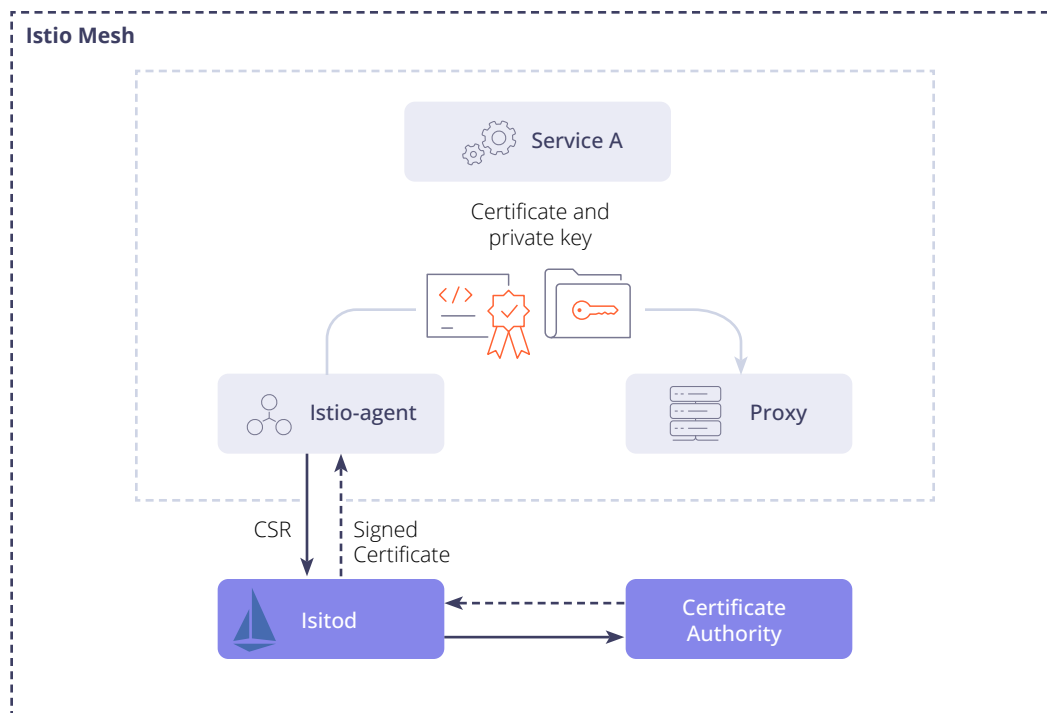 Istio Mesh
Service A
Certificate and
private key
</>
Istio-agent
Proxy
CSR
Signed
Certificate
Isitod
Certificate
Authority